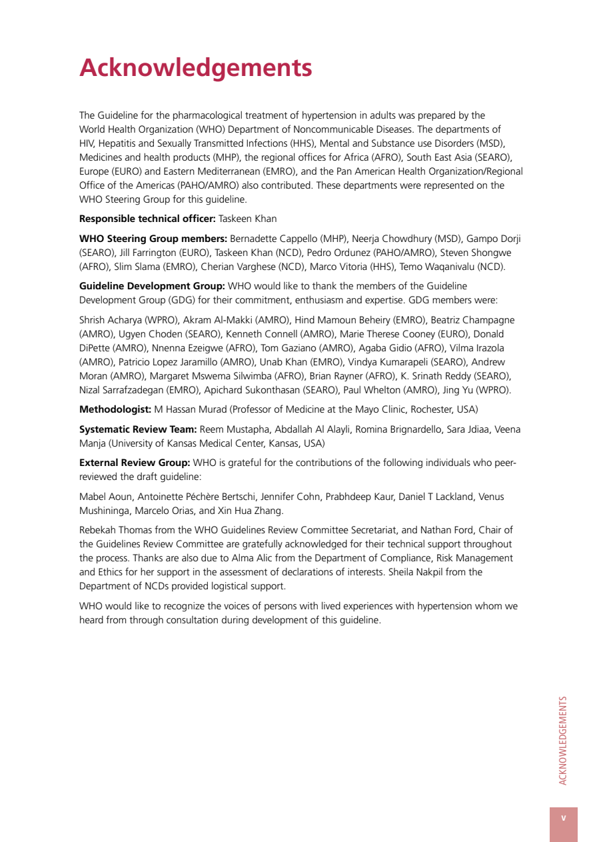 Acknowledgements
The Guideline for the pharmacological treatment of hypertension in adults was prepared by the
World Health Organization (WHO) Department of Noncommunicable Diseases. The departments of
HIV, Hepatitis and Sexually Transmitted Infections (HHS), Mental and Substance use Disorders (MSD),
Medicines and health products (MHP), the regional offices for Africa (AFRO), South East Asia (SEARO),
Europe (EURO) and Eastern Mediterranean (EMRO), and the Pan American Health Organization/Regional
Office of the Americas (PAHO/AMRO) also contributed. These departments were represented on the
WHO Steering Group for this guideline.
Responsible technical officer: Taskeen Khan
WHO Steering Group members: Bernadette Cappello (MHP), Neerja Chowdhury (MSD), Gampo Dorji
(SEARO), Jill Farrington (EURO), Taskeen Khan (NCD), Pedro Ordunez (PAHO/AMRO), Steven Shongwe
(AFRO), Slim Slama (EMRO), Cherian Varghese (NCD), Marco Vitoria (HHS), Temo Waqanivalu (NCD).
Guideline Development Group: WHO would like to thank the members of the Guideline
Development Group (GDG) for their commitment, enthusiasm and expertise. GDG members were:
Shrish Acharya (WPRO), Akram Al-Makki (AMRO), Hind Mamoun Beheiry (EMRO), Beatriz Champagne
(AMRO), Ugyen Choden (SEARO), Kenneth Connell (AMRO), Marie Therese Cooney (EURO), Donald
DiPette (AMRO), Nnenna Ezeigwe (AFRO), Tom Gaziano (AMRO), Agaba Gidio (AFRO), Vilma Irazola
(AMRO), Patricio Lopez Jaramillo (AMRO), Unab Khan (EMRO), Vindya Kumarapeli (SEARO), Andrew
Moran (AMRO), Margaret Mswema Silwimba (AFRO), Brian Rayner (AFRO), K. Srinath Reddy (SEARO),
Nizal Sarrafzadegan (EMRO), Apichard Sukonthasan (SEARO), Paul Whelton (AMRO), Jing Yu (WPRO).
Methodologist: M Hassan Murad (Professor of Medicine at the Mayo Clinic, Rochester, USA)
Systematic Review Team: Reem Mustapha, Abdallah Al Alayli, Romina Brignardello, Sara Jdiaa, Veena
Manja (University of Kansas Medical Center, Kansas, USA)
External Review Group: WHO is grateful for the contributions of the following individuals who peer-
reviewed the draft guideline:
Mabel Aoun, Antoinette Péchère Bertschi, Jennifer Cohn, Prabhdeep Kaur, Daniel T Lackland, Venus
Mushininga, Marcelo Orias, and Xin Hua Zhang.
Rebekah Thomas from the WHO Guidelines Review Committee Secretariat, and Nathan Ford, Chair of
the Guidelines Review Committee are gratefully acknowledged for their technical support throughout
the process. Thanks are also due to Alma Alic from the Department of Compliance, Risk Management
and Ethics for her support in the assessment of declarations of interests. Sheila Nakpil from the
Department of NCDs provided logistical support.
WHO would like to recognize the voices of persons with lived experiences with hypertension whom we
heard from through consultation during development of this guideline.
ACKNOWLEDGEMENTS
v